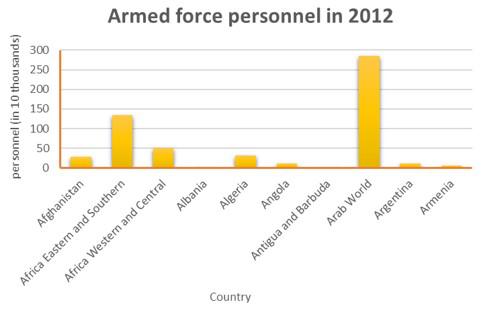 Armed force personnel in 2012
personnel (in 10 thousands)
300
250
200
150
100
50
0
Afghanistan
Africa Eastern and Southern
Africa Western and Central
Albania
Algeria
Angola
Antigua and Barbuda
Arab World
Argentina
Armenia
Country